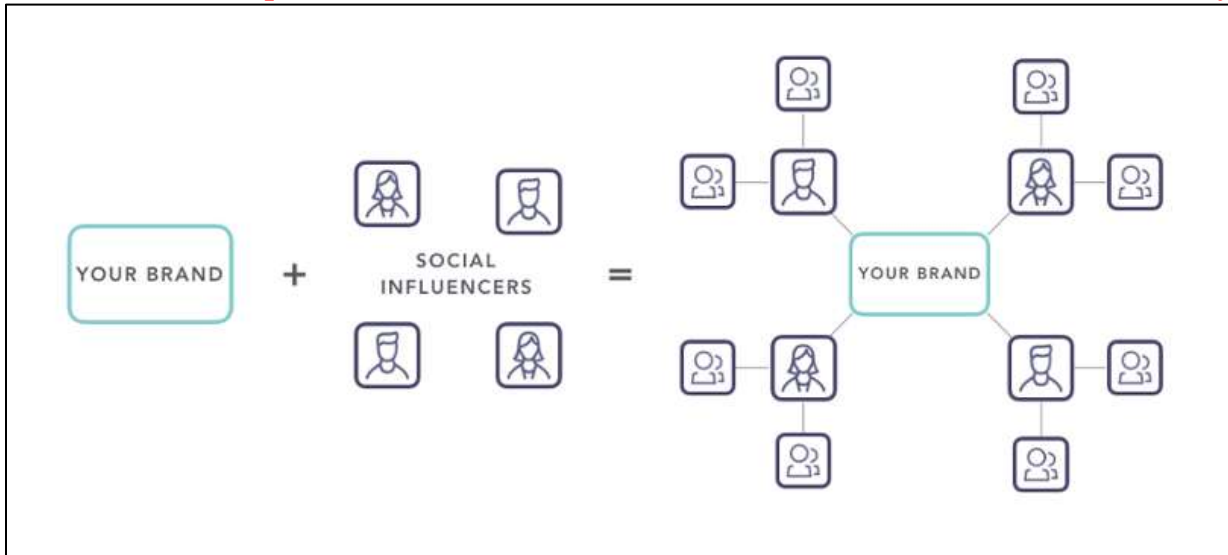 YOUR BRAND
+
SOCIAL
INFLUENCERS
=
YOUR BRAND